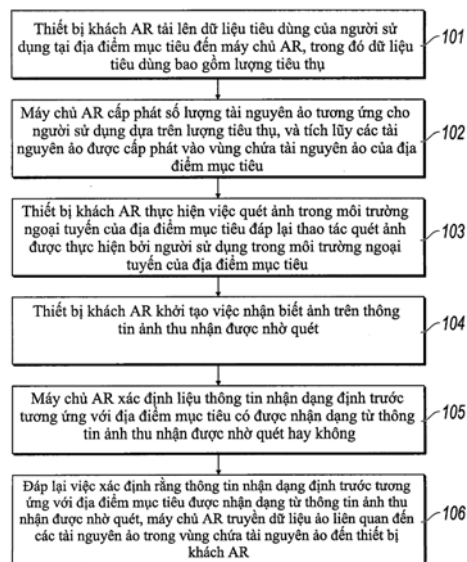 Thiết bị khách AR tải lên dữ liệu tiêu dùng của người sử
dụng tại địa điểm mục tiêu đến máy chủ AR, trong đó dữ liệu
tiêu dùng bao gồm lượng tiêu thụ
101
Máy chủ AR cấp phát số lượng tài nguyên ảo tương ứng cho
người sử dụng dựa trên lượng tiêu thụ, và tích lũy các tài
nguyên ảo được cấp phát vào vùng chứa tài nguyên ảo của địa
điểm mục tiêu
102
Thiết bị khách AR thực hiện việc quét ảnh trong môi trường
ngoại tuyến của địa điểm mục tiêu đáp lại thao tác quét ảnh
được thực hiện bởi người sử dụng trong môi trường ngoại
tuyến của địa điểm mục tiêu
103
Thiết bị khách AR khởi tạo việc nhận biết ảnh trên thông
tin ảnh thu nhận được nhờ quét
104
Máy chủ AR xác định liệu thông tin nhận dạng định trước
tương ứng với địa điểm mục tiêu có được nhận dạng từ thông
tin ảnh thu nhận được nhờ quét hay không
105
Đáp lại việc xác định rằng thông tin nhận dạng định trước tương
ứng với địa điểm mục tiêu được nhận dạng từ thông tin ảnh thu
nhận được nhờ quét, máy chủ AR truyền dữ liệu ảo liên quan đến
các tài nguyên ảo trong vùng chứa tài nguyên ảo đến thiết bị
khách AR
106